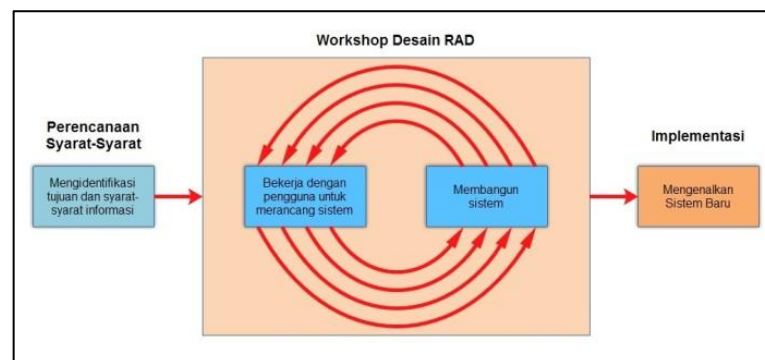 Workshop Desain RAD
Perencanaan
Syarat-Syarat
Mengidentifikasi
tujuan dan syarat-
syarat informasi
Bekerja dengan
pengguna untuk
merancang sistem
Membangun
sistem
Implementasi
Mengenalkan
Sistem Baru